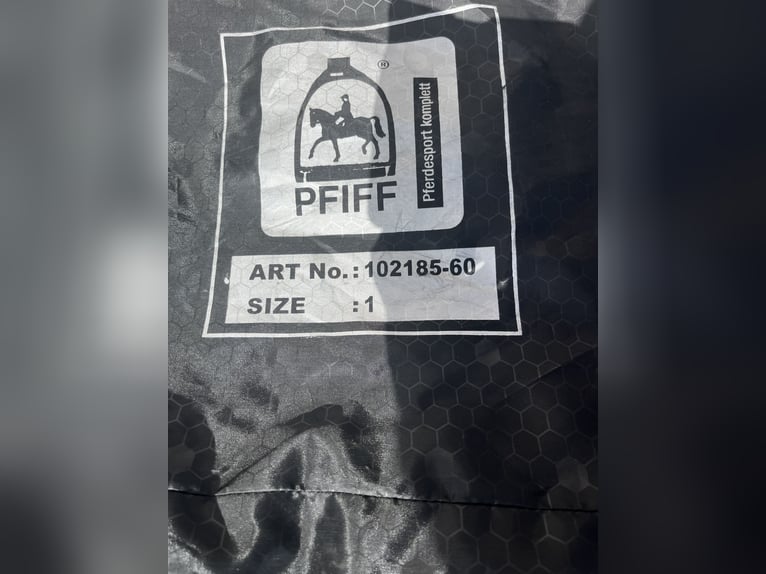 ®
PFIFF
Pferdesport komplett
ART No.: 102185-60
SIZE : 1